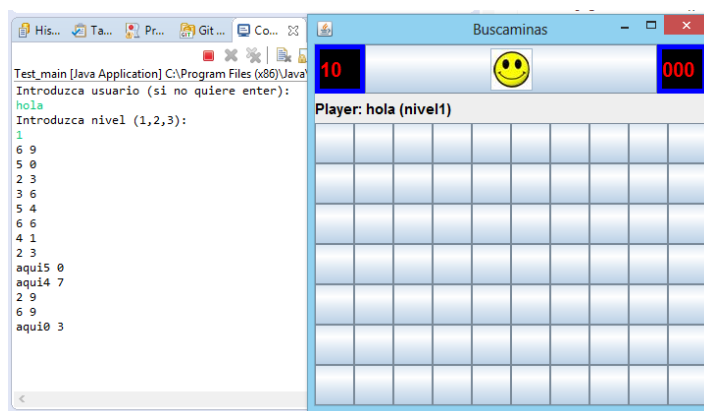 His... Ta... Pr... Git ... Co...
Test_main [Java Application] C:\Program Files (x86)\Java\
Introduzca usuario (si no quiere enter):
hola
Introduzca nivel (1,2,3):
1
6 9
5 0
2 3
3 6
5 4
6 6
4 1
2 3
aqui5 0
aqui4 7
2 9
6 9
aqui0 3
Buscaminas
10
000
Player: hola (nivel1)